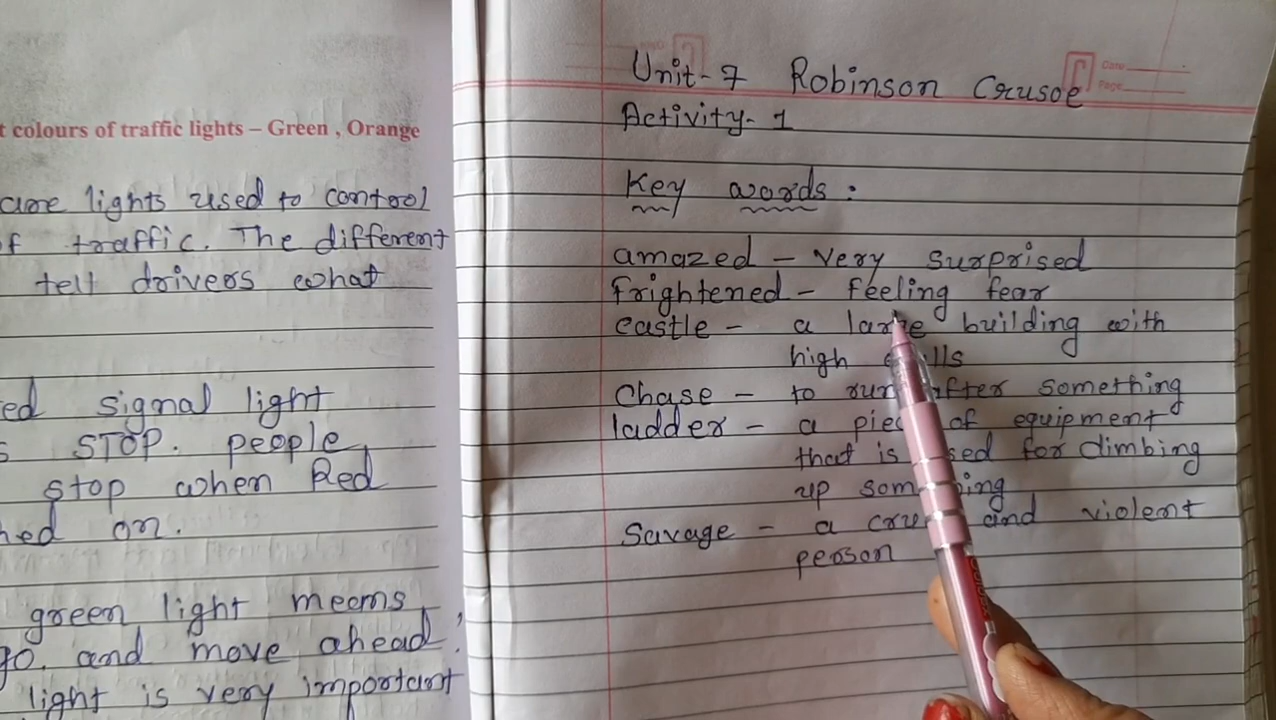 t colours of traffic lights – Green , Orange
are lights used to control
f traffic. The different
tell drivers what
ed signal light
s STOP. people
stop when Red
hed on.
green light means
go. and move ahead.
light is very important
Date
Page
Unit-7 Robinson Crusoe
Activity-1
Key words :
amazed – very surprised
frightened – feeling fear
castle – a large building with
high walls
Chase – to run after something
ladder – a piece of equipment
that is used for climbing
up something
Savage – a cruel and violent
person